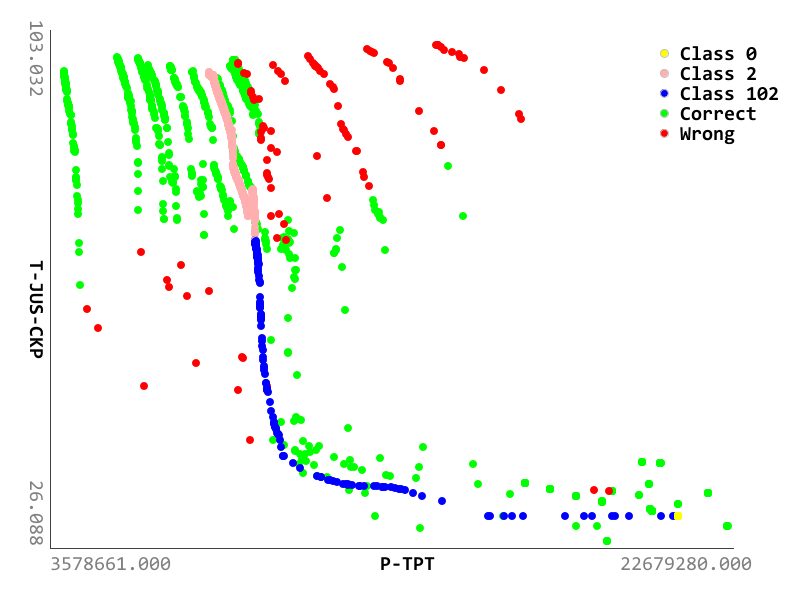 103.032
Class 0
Class 2
Class 102
Correct
Wrong
T-JUS-CKP
26.088
3578661.000
P-TPT
22679280.000